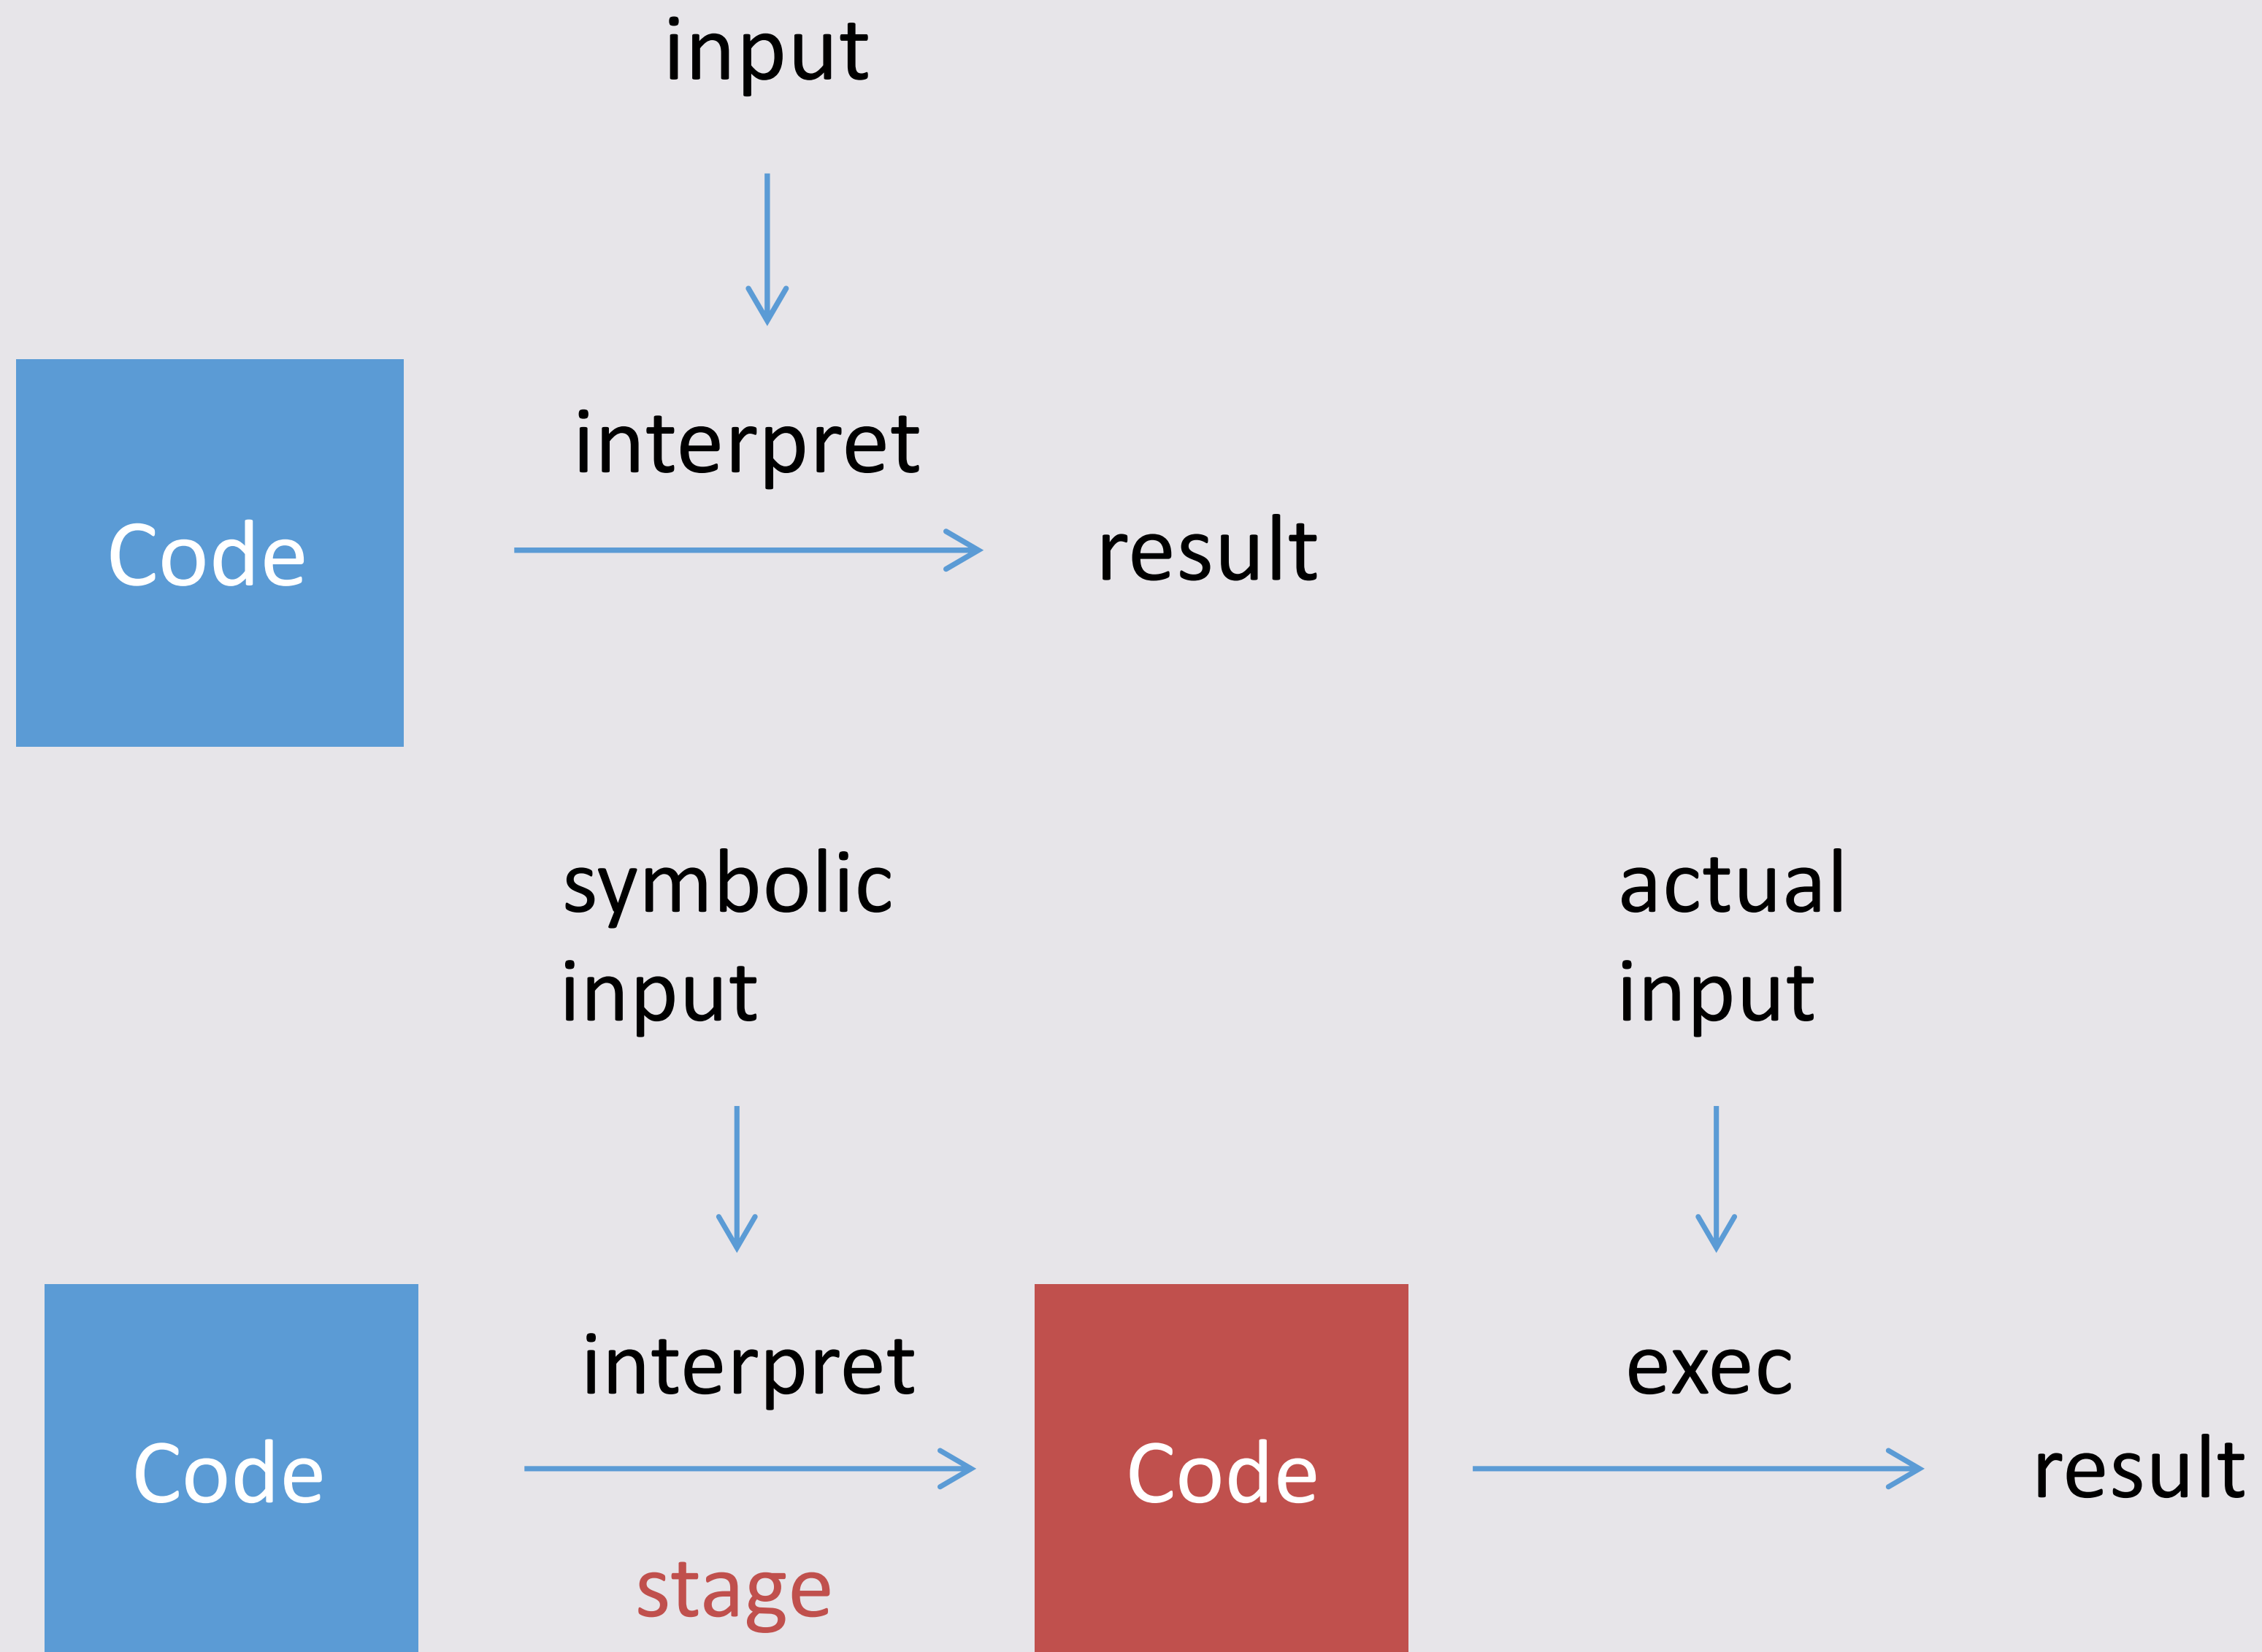 input
interpret
Code
result
symbolic
input
actual
input
interpret
exec
Code
Code
result
stage